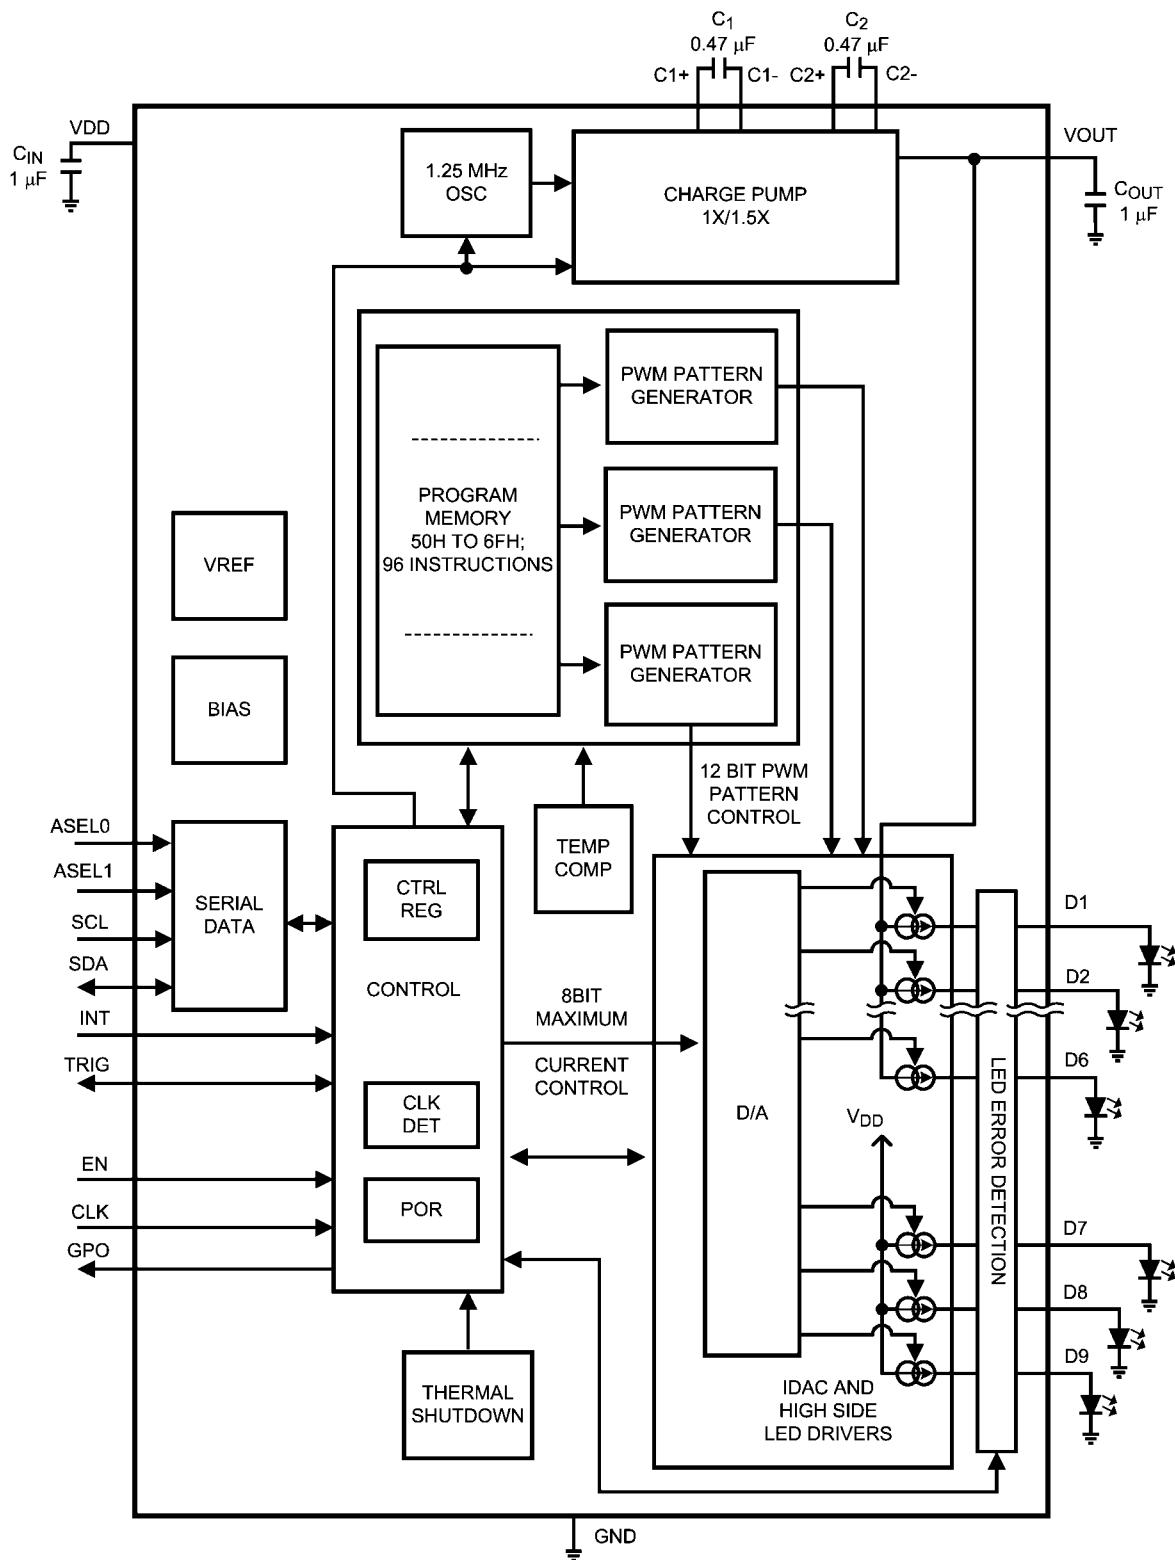 C1
0.47 µF
C1+
C1-
C2
0.47 µF
C2+
C2-
VDD
CIN
1 µF
1.25 MHz
OSC
CHARGE PUMP
1X/1.5X
VOUT
COUT
1 µF
PWM PATTERN
GENERATOR
PROGRAM
MEMORY
50H TO 6FH;
96 INSTRUCTIONS
PWM PATTERN
GENERATOR
PWM PATTERN
GENERATOR
VREF
BIAS
12 BIT PWM
PATTERN
CONTROL
TEMP
COMP
ASEL0
ASEL1
SCL
SDA
INT
TRIG
EN
CLK
GPO
SERIAL
DATA
CTRL
REG
CONTROL
CLK
DET
POR
8BIT
MAXIMUM
CURRENT
CONTROL
D/A
VDD
LED ERROR DETECTION
D1
D2
D6
D7
D8
D9
THERMAL
SHUTDOWN
IDAC AND
HIGH SIDE
LED DRIVERS
GND